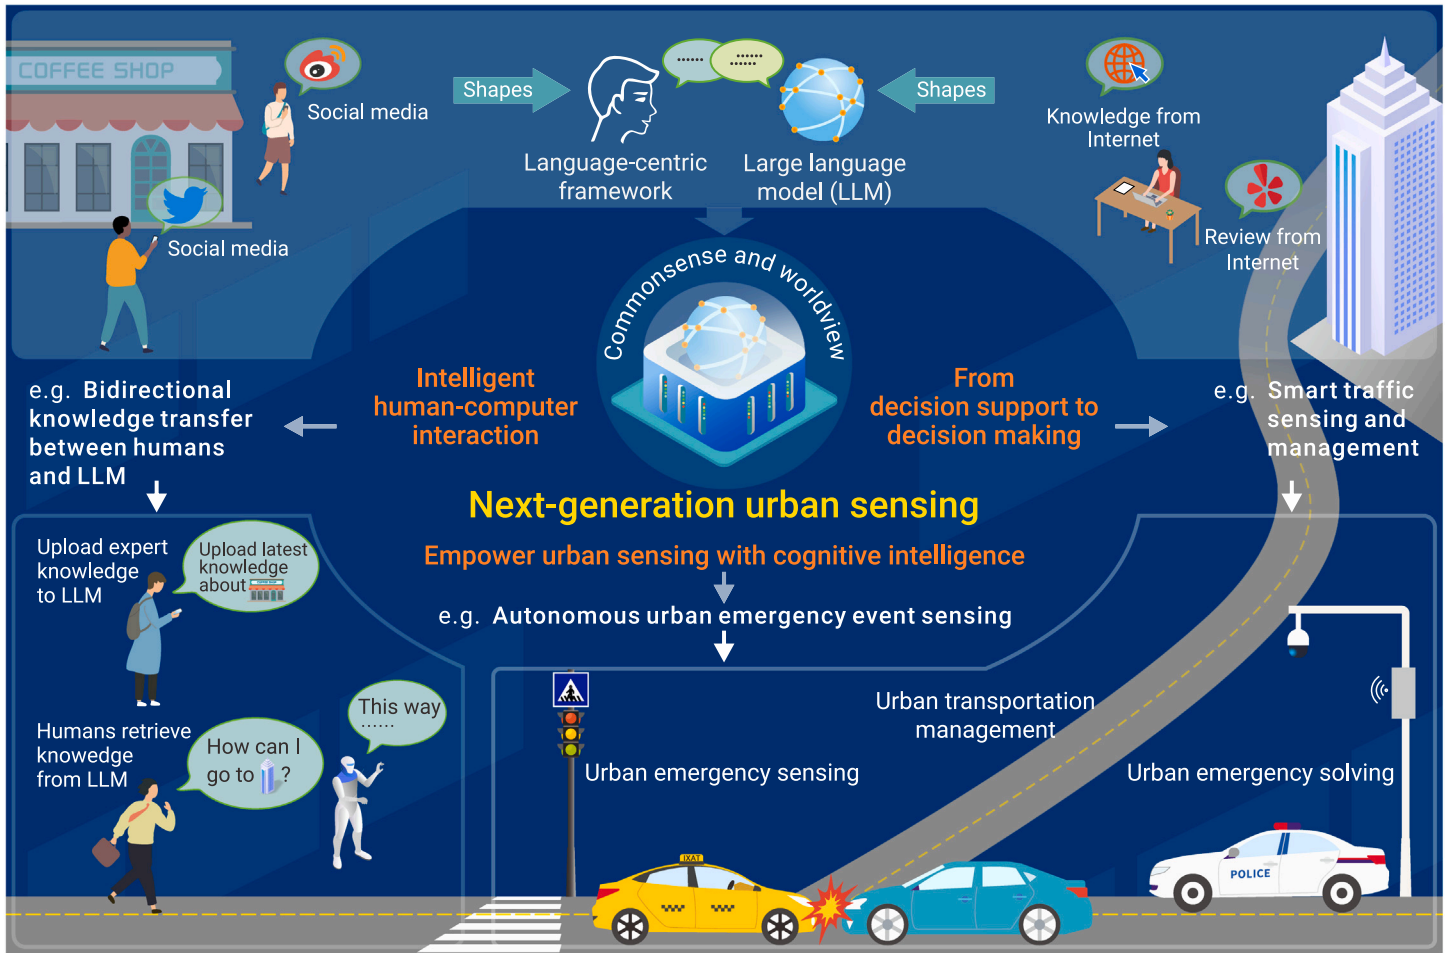 COFFEE SHOP
Social media
Social media
Shapes
......
......
......
Shapes
Language-centric
framework
Large language
model (LLM)
Knowledge from
Internet
Review from
Internet
Commonsense and worldview
e.g. Bidirectional
knowledge transfer
between humans
and LLM
Intelligent
human-computer
interaction
From
decision support to
decision making
e.g. Smart traffic
sensing and
management
Next-generation urban sensing
Empower urban sensing with cognitive intelligence
e.g. Autonomous urban emergency event sensing
Upload expert
knowledge
to LLM
Upload latest
knowledge
about
COFFEE SHOP
Humans retrieve
knowedge
from LLM
How can I
go to ?
This way
......
Urban emergency sensing
Urban transportation
management
Urban emergency solving
IXAT
POLICE